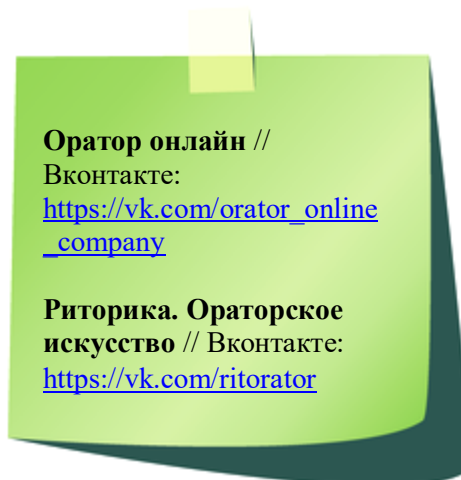 Оратор онлайн //
Вконтакте:
https://vk.com/orator_online
_company
Риторика. Ораторское
искусство // Вконтакте:
https://vk.com/ritorator